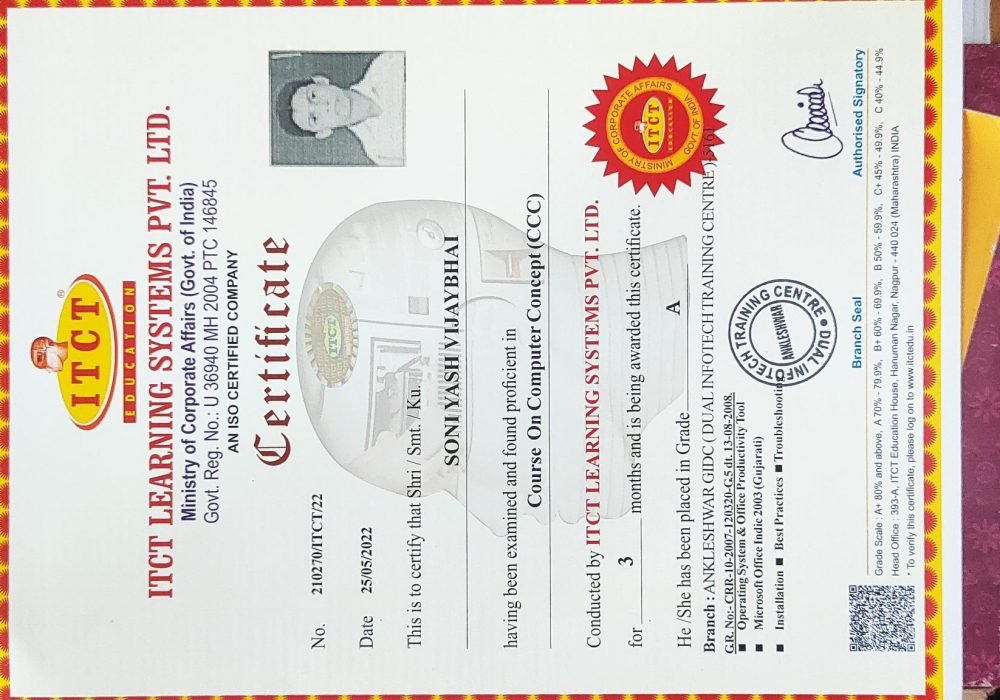 ITCT
®
EDUCATION
ITCT LEARNING SYSTEMS PVT. LTD.
Ministry of Corporate Affairs (Govt. of India)
Govt. Reg. No.: U 36940 MH 2004 PTC 146845
AN ISO CERTIFIED COMPANY
Certificate
No. 210270/ITCT/22
Date 25/05/2022
ITCT
This is to certify that Shri / Smt. / Ku.
SONI YASH VIJAYBHAI
having been examined and found proficient in
Course On Computer Concept (CCC)
Conducted by ITCT LEARNING SYSTEMS PVT. LTD.
for 3 months and is being awarded this certificate.
MINISTRY OF CORPORATE AFFAIRS
ITCT
EDUCATION
GOVT. OF INDIA
He /She has been placed in Grade A
Branch : ANKLESHWAR GIDC ( DUAL INFOTECH TRAINING CENTRE )-5161
G.R. No:- CRR-10-2007-120320-G.5 dt. 13-08-2008.
■ Operating System & Office Productivity Tool
■ Microsoft Office Indic 2003 (Gujarati)
■ Installation ■ Best Practices ■ Troubleshooting
DUAL INFOTECH TRAINING CENTRE
ANKLESHWAR
Branch Seal
Authorised Signatory
Grade Scale : A+ 80% and above, A 70% - 79.9%, B+ 60% - 69.9%, B 50% - 59.9%, C+ 45% - 49.9%, C 40% - 44.9%
Head Office : 393-A, ITCT Education House, Hanuman Nagar, Nagpur - 440 024 (Maharashtra) INDIA
* To verify this certificate, please log on to www.itctedu.in